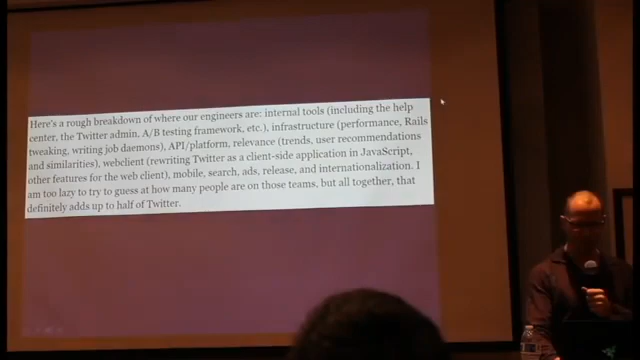 Here's a rough breakdown of where our engineers are: internal tools (including the help
center, the Twitter admin, A/B testing framework, etc.), infrastructure (performance, Rails
tweaking, writing job daemons), API/platform, relevance (trends, user recommendations
and similarities), webclient (rewriting Twitter as a client-side application in JavaScript,
other features for the web client), mobile, search, ads, release, and internationalization. I
am too lazy to try to guess at how many people are on those teams, but all together, that
definitely adds up to half of Twitter.